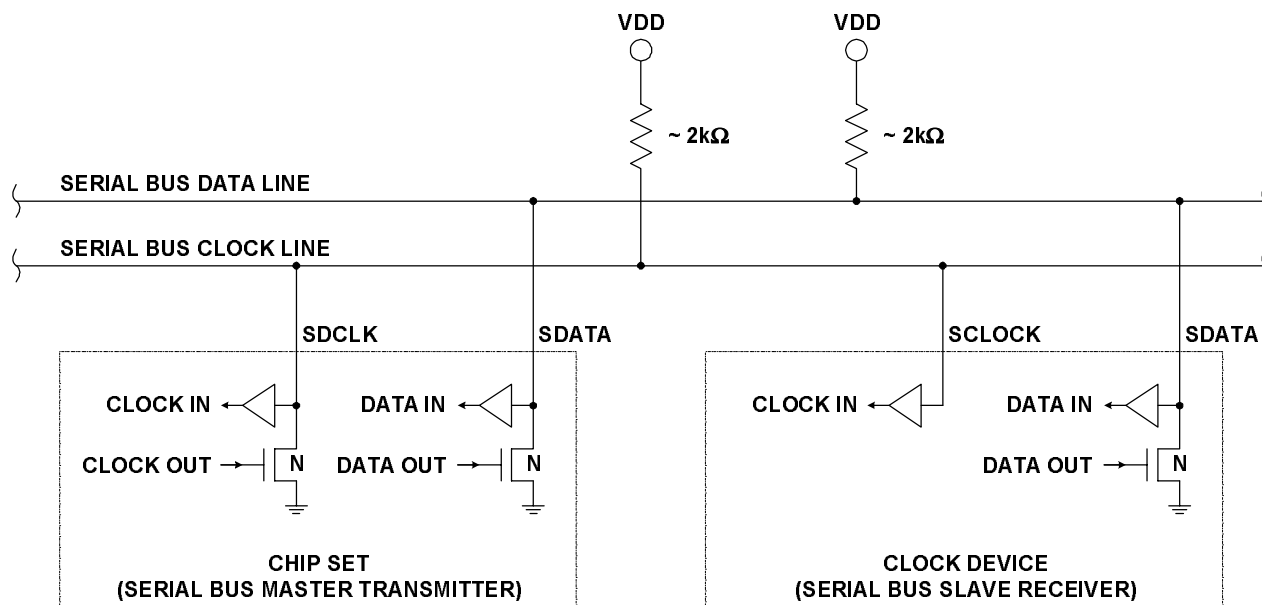 VDD VDD
~ 2kΩ ~ 2kΩ
SERIAL BUS DATA LINE
SERIAL BUS CLOCK LINE
SDCLK SDATA SCLOCK SDATA
CLOCK IN DATA IN CLOCK IN DATA IN
CLOCK OUT N DATA OUT N DATA OUT N
CHIP SET CLOCK DEVICE
(SERIAL BUS MASTER TRANSMITTER) (SERIAL BUS SLAVE RECEIVER)